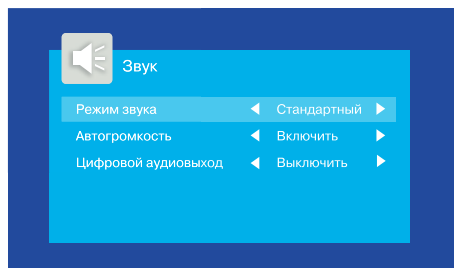 Звук
Режим звука Стандартный
Автогромкость Включить
Цифровой аудиовыход Выключить